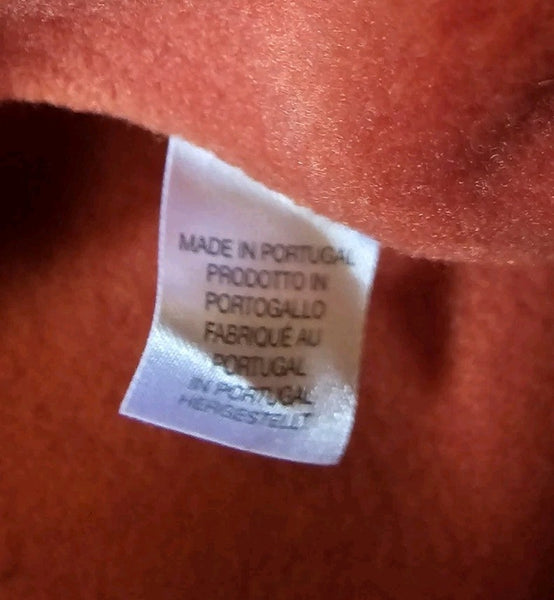 MADE IN PORTUGAL
PRODOTTO IN
PORTOGALLO
FABRIQUÉ AU
PORTUGAL
IN PORTUGAL
HERGESTELLT